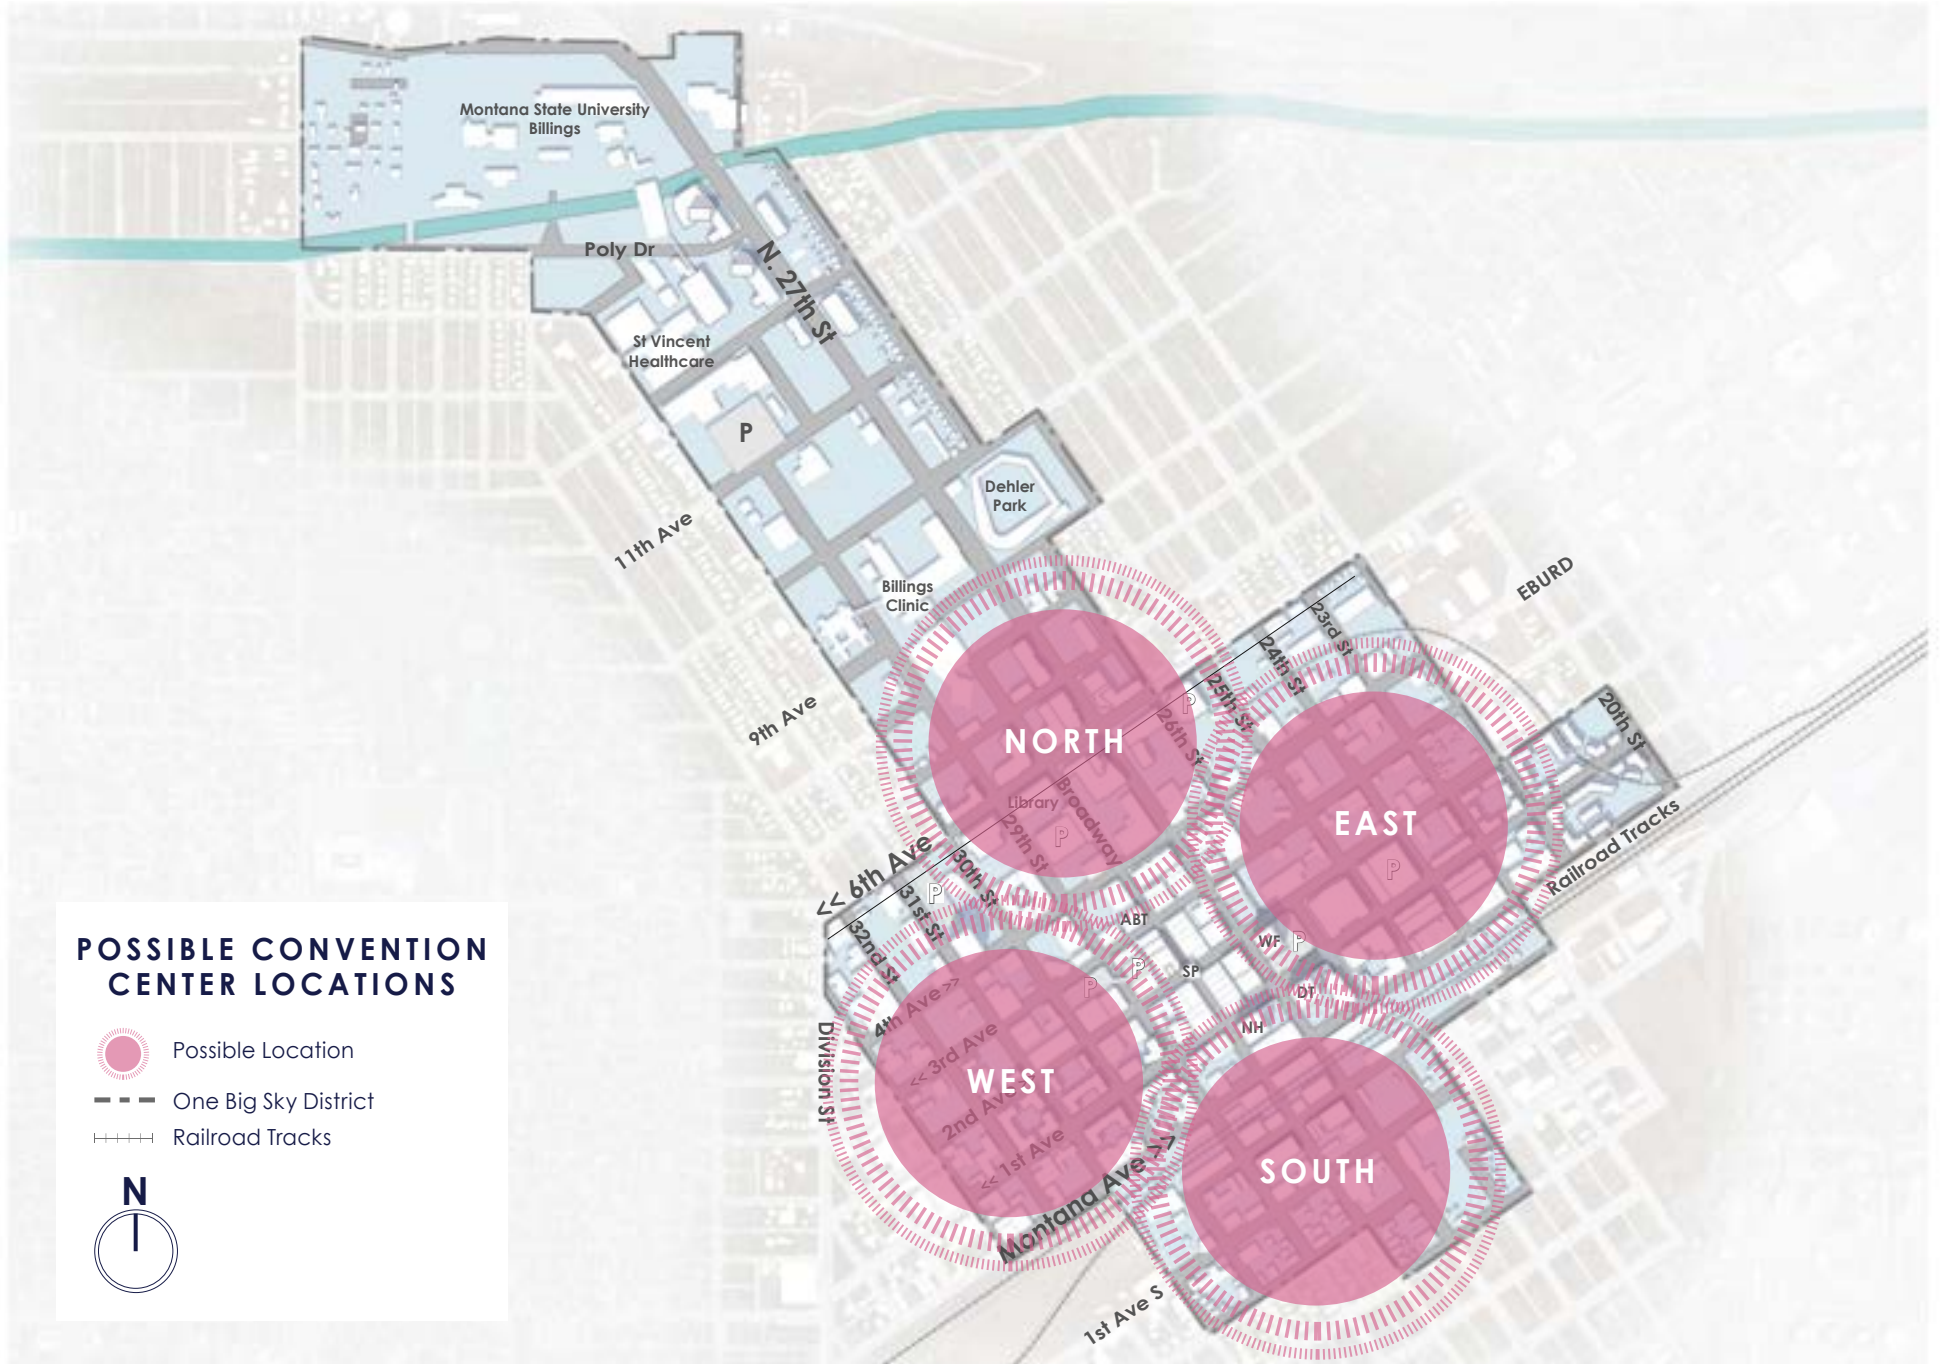 Montana State University
Billings
Poly Dr
N. 27th St
St Vincent
Healthcare
P
Dehler
Park
11th Ave
Billings
Clinic
EBURD
23rd St
24th St
25th St
P
26th St
20th St
9th Ave
NORTH
EAST
Library
Broadway
29th St
P
P
Railroad Tracks
<< 6th Ave
30th St
P
31st St
32nd St
ABT
WF
P
P
SP
P
DT
NH
4th Ave >>
<< 3rd Ave
Division St
WEST
2nd Ave
<< 1st Ave
Montana Ave >>
SOUTH
1st Ave S
POSSIBLE CONVENTION
CENTER LOCATIONS
Possible Location
One Big Sky District
Railroad Tracks
N